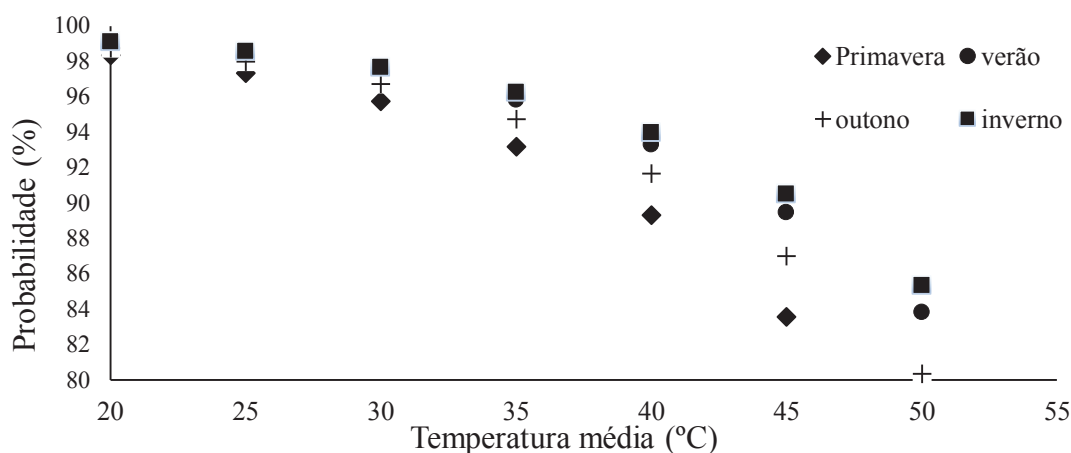 100
98
96
94
92
90
88
86
84
82
80
Probabilidade (%)
Primavera verão
outono inverno
20 25 30 35 40 45 50 55
Temperatura média (ºC)